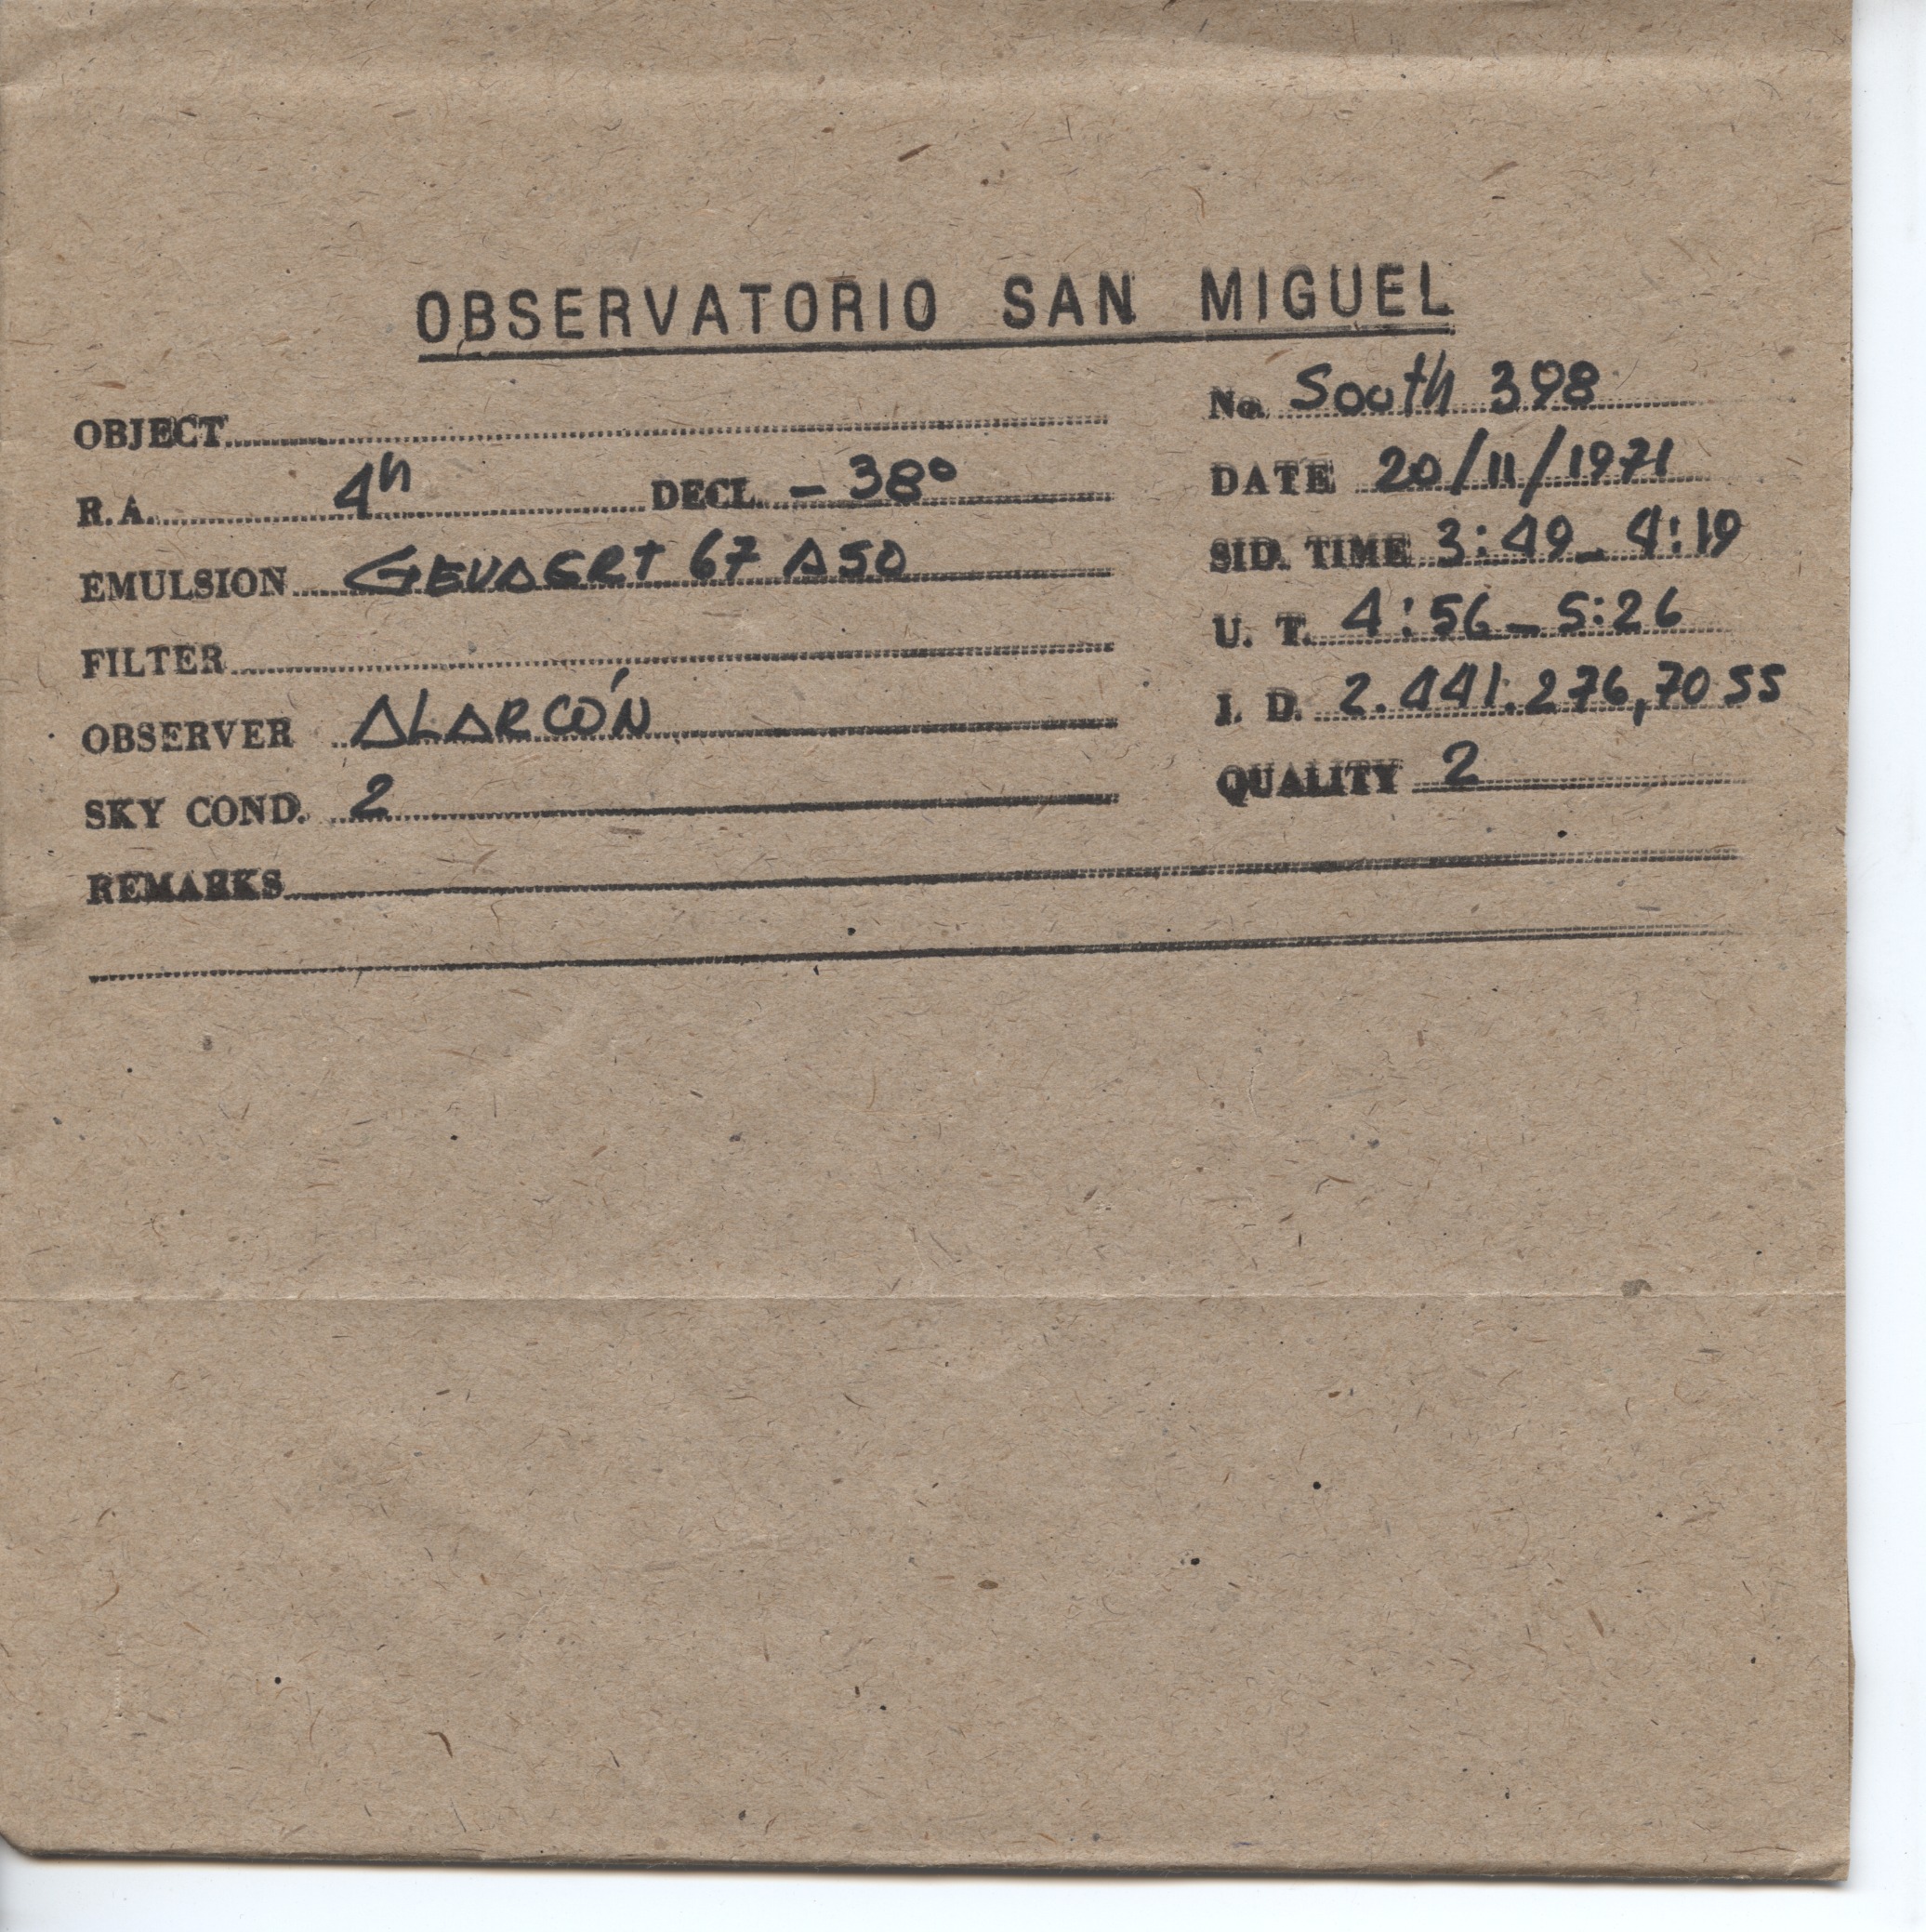 OBSERVATORIO SAN MIGUEL
OBJECT
No. South 398
R.A. 4h DECL. - 38°
DATE 20/11/1971
EMULSION GEVAERT 67 A50
SID. TIME 3:49 - 4:19
FILTER
U. T. 4:56 - 5:26
OBSERVER ALARCÓN
J. D. 2.441.276,7055
SKY COND. 2
QUALITY 2
REMARKS